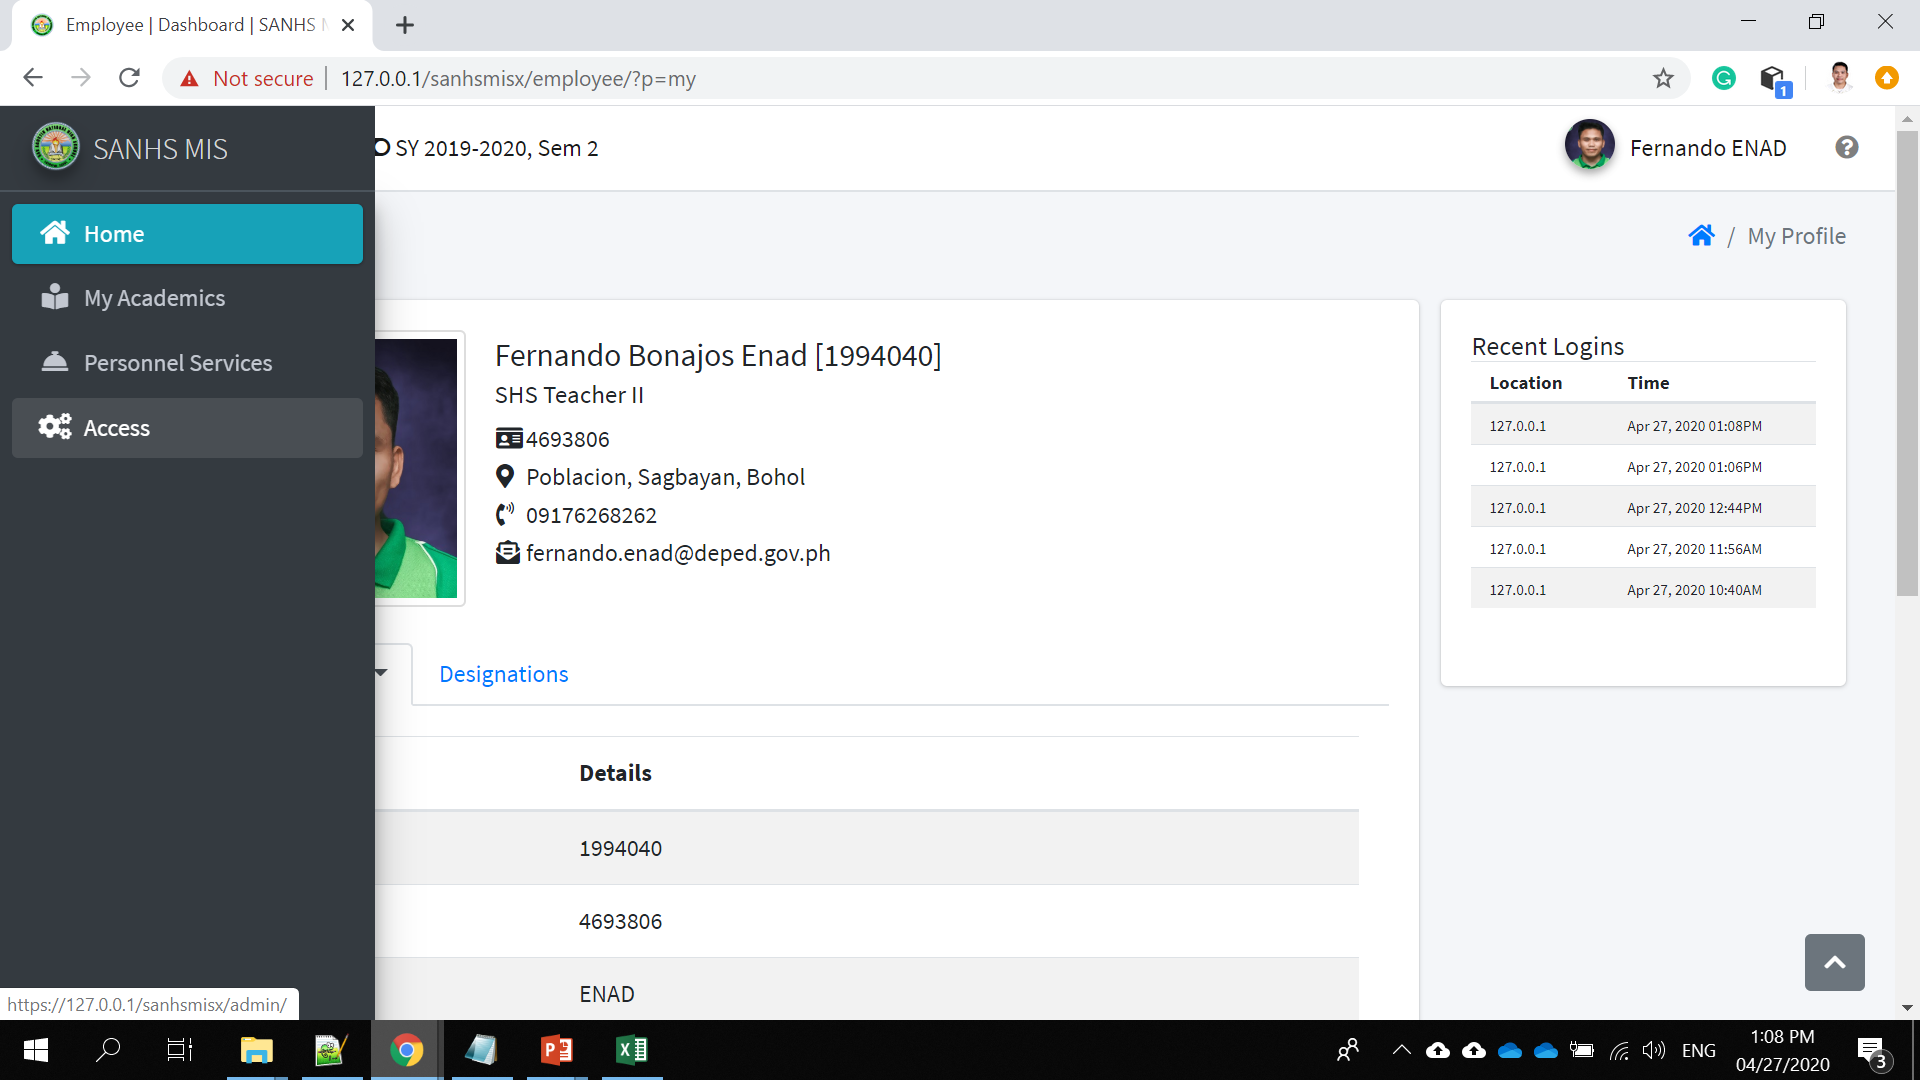 Employee | Dashboard | SANHS M
Not secure
127.0.0.1/sanhsmisx/employee/?p=my
1
SANHS MIS
SY 2019-2020, Sem 2
Fernando ENAD
Home
/ My Profile
My Academics
Personnel Services
Access
Fernando Bonajos Enad [1994040]
SHS Teacher II
4693806
Poblacion, Sagbayan, Bohol
09176268262
fernando.enad@deped.gov.ph
Recent Logins
Location Time
127.0.0.1 Apr 27, 2020 01:08PM
127.0.0.1 Apr 27, 2020 01:06PM
127.0.0.1 Apr 27, 2020 12:44PM
127.0.0.1 Apr 27, 2020 11:56AM
127.0.0.1 Apr 27, 2020 10:40AM
Designations
Details
1994040
4693806
ENAD
https://127.0.0.1/sanhsmisx/admin/
ENG
1:08 PM
04/27/2020
3